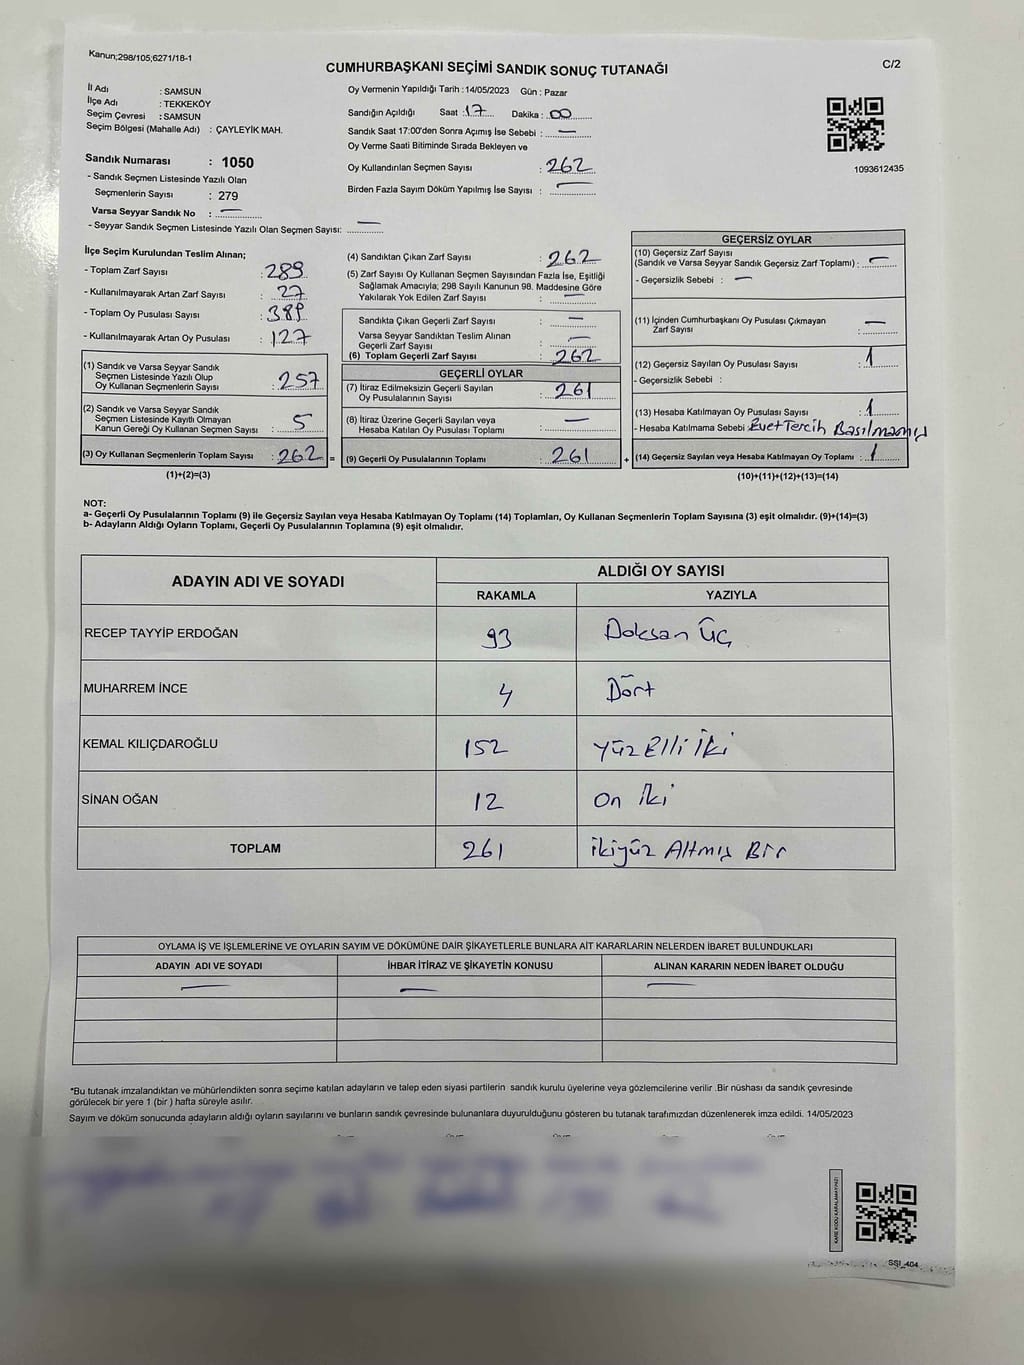 Kanun;298/105;6271/18-1
C/2
CUMHURBAŞKANI SEÇİMİ SANDIK SONUÇ TUTANAĞI
İl Adı : SAMSUN
İlçe Adı : TEKKEKÖY
Seçim Çevresi : SAMSUN
Seçim Bölgesi (Mahalle Adı) : ÇAYLEYİK MAH.
Sandık Numarası : 1050
- Sandık Seçmen Listesinde Yazılı Olan
Seçmenlerin Sayısı : 279
Varsa Seyyar Sandık No : —
- Seyyar Sandık Seçmen Listesinde Yazılı Olan Seçmen Sayısı: —
Oy Vermenin Yapıldığı Tarih : 14/05/2023 Gün : Pazar
Sandığın Açıldığı Saat : 17 Dakika : 00
Sandık Saat 17:00'den Sonra Açımış İse Sebebi : —
Oy Verme Saati Bitiminde Sırada Bekleyen ve
Oy Kullandırılan Seçmen Sayısı : 262
Birden Fazla Sayım Döküm Yapılmış İse Sayısı : —
1093612435
İlçe Seçim Kurulundan Teslim Alınan;
- Toplam Zarf Sayısı : 289
- Kullanılmayarak Artan Zarf Sayısı : 27
- Toplam Oy Pusulası Sayısı : 389
- Kullanılmayarak Artan Oy Pusulası : 127
(1) Sandık ve Varsa Seyyar Sandık
Seçmen Listesinde Yazılı Olup
Oy Kullanan Seçmenlerin Sayısı : 257
(2) Sandık ve Varsa Seyyar Sandık
Seçmen Listesinde Kayıtlı Olmayan
Kanun Gereği Oy Kullanan Seçmen Sayısı : 5
(3) Oy Kullanan Seçmenlerin Toplam Sayısı : 262 =
(1)+(2)=(3)
(4) Sandıktan Çıkan Zarf Sayısı : 262
(5) Zarf Sayısı Oy Kullanan Seçmen Sayısından Fazla İse, Eşitliği
Sağlamak Amacıyla; 298 Sayılı Kanunun 98. Maddesine Göre
Yakılarak Yok Edilen Zarf Sayısı : —
Sandıkta Çıkan Geçerli Zarf Sayısı : —
Varsa Seyyar Sandıktan Teslim Alınan
Geçerli Zarf Sayısı : —
(6) Toplam Geçerli Zarf Sayısı : 262
GEÇERLİ OYLAR
(7) İtiraz Edilmeksizin Geçerli Sayılan
Oy Pusulalarının Sayısı : 261
(8) İtiraz Üzerine Geçerli Sayılan veya
Hesaba Katılan Oy Pusulası Toplamı : —
(9) Geçerli Oy Pusulalarının Toplamı : 261 +
GEÇERSİZ OYLAR
(10) Geçersiz Zarf Sayısı
(Sandık ve Varsa Seyyar Sandık Geçersiz Zarf Toplamı) : —
- Geçersizlik Sebebi : —
(11) İçinden Cumhurbaşkanı Oy Pusulası Çıkmayan
Zarf Sayısı : —
(12) Geçersiz Sayılan Oy Pusulası Sayısı : 1
- Geçersizlik Sebebi :
(13) Hesaba Katılmayan Oy Pusulası Sayısı : 1
- Hesaba Katılmama Sebebi : Evet Tercih Basılmamış
(14) Geçersiz Sayılan veya Hesaba Katılmayan Oy Toplamı : 1
(10)+(11)+(12)+(13)=(14)
NOT:
a- Geçerli Oy Pusulalarının Toplamı (9) ile Geçersiz Sayılan veya Hesaba Katılmayan Oy Toplamı (14) Toplamları, Oy Kullanan Seçmenlerin Toplam Sayısına (3) eşit olmalıdır. (9)+(14)=(3)
b- Adayların Aldığı Oyların Toplamı, Geçerli Oy Pusulalarının Toplamına (9) eşit olmalıdır.
ADAYIN ADI VE SOYADI ALDIĞI OY SAYISI
RAKAMLA YAZIYLA
RECEP TAYYİP ERDOĞAN 93 Doksan Üç
MUHARREM İNCE 4 Dört
KEMAL KILIÇDAROĞLU 152 Yüz Elli İki
SİNAN OĞAN 12 On İki
TOPLAM 261 İkiyüz Altmış Bir
OYLAMA İŞ VE İŞLEMLERİNE VE OYLARIN SAYIM VE DÖKÜMÜNE DAİR ŞİKAYETLERLE BUNLARA AİT KARARLARIN NELERDEN İBARET BULUNDUKLARI
ADAYIN ADI VE SOYADI İHBAR İTİRAZ VE ŞİKAYETİN KONUSU ALINAN KARARIN NEDEN İBARET OLDUĞU
— — —
*Bu tutanak imzalandıktan ve mühürlendikten sonra seçime katılan adayların ve talep eden siyasi partilerin sandık kurulu üyelerine veya gözlemcilerine verilir .Bir nüshası da sandık çevresinde
görülecek bir yere 1 (bir ) hafta süreyle asılır.
Sayım ve döküm sonucunda adayların aldığı oyların sayılarını ve bunların sandık çevresinde bulunanlara duyurulduğunu gösteren bu tutanak tarafımızdan düzenlenerek imza edildi. 14/05/2023
KARE KODU KARALAMAYINIZ!
SSI_404